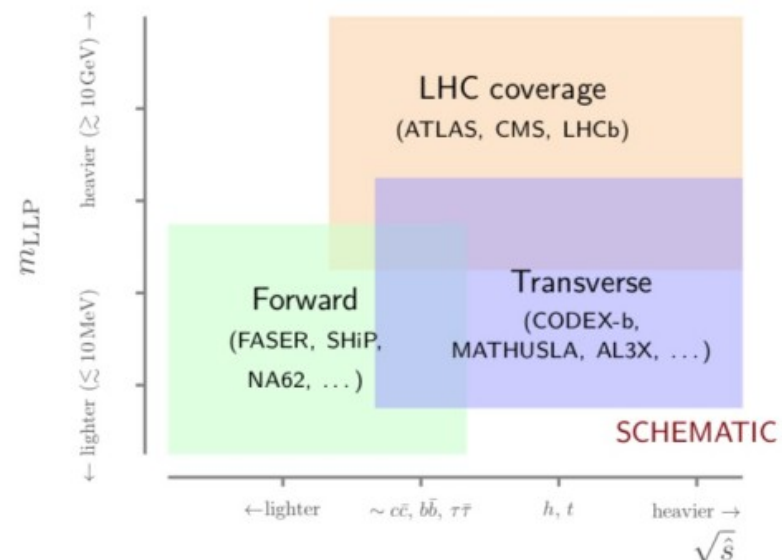 LHC coverage
(ATLAS, CMS, LHCb)
Forward
(FASER, SHiP,
NA62, ...)
Transverse
(CODEX-b,
MATHUSLA, AL3X, ...)
SCHEMATIC
m_LLP
heavier (≳ 10 GeV) →
← lighter (≲ 10 MeV)
←lighter
∼ cc̄, bb̄, ττ̄
h, t
heavier →
√ŝ